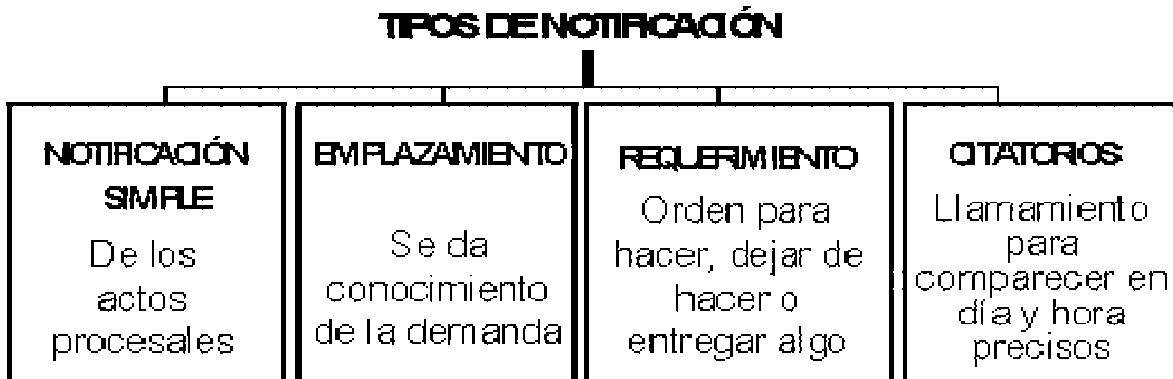 TIPOS DE NOTIFICACIÓN
NOTIFICACIÓN
SIMPLE
De los
actos
procesales
EMPLAZAMIENTO
Se da
conocimiento
de la demanda
REQUERIMIENTO
Orden para
hacer, dejar de
hacer o
entregar algo
CITATORIOS:
Llamamiento
para
comparecer en
día y hora
precisos